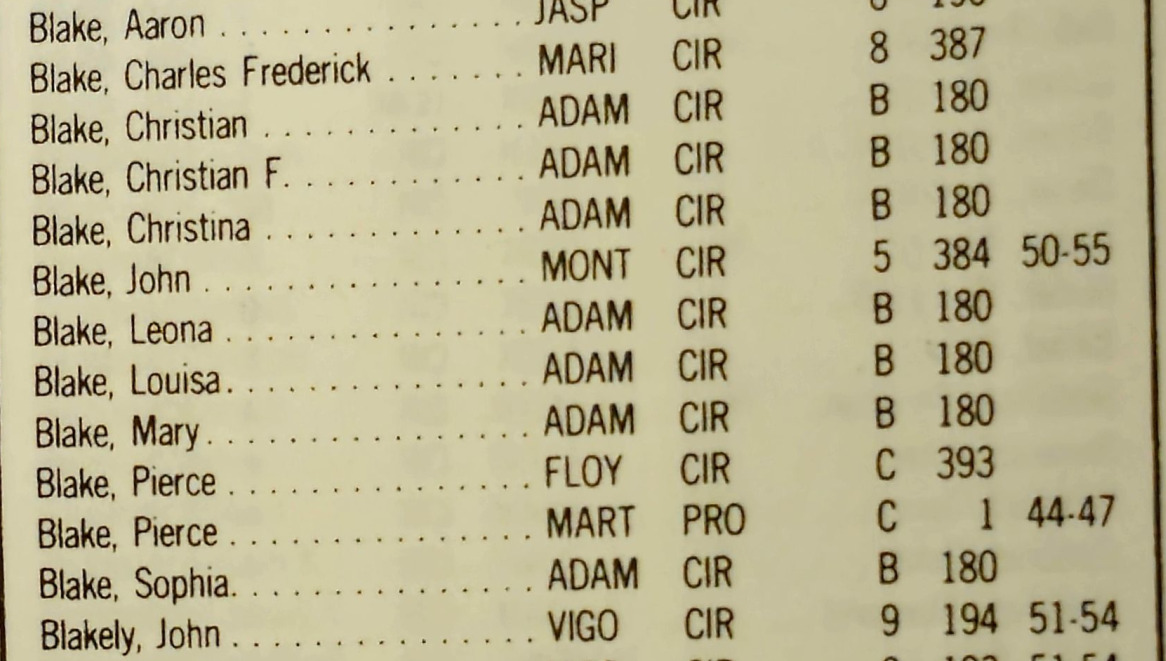 Blake, Aaron . . . . . . . . . . . . . . . JASP CIR
Blake, Charles Frederick . . . . . . . MARI CIR 8 387
Blake, Christian . . . . . . . . . . . . . ADAM CIR B 180
Blake, Christian F. . . . . . . . . . . . ADAM CIR B 180
Blake, Christina . . . . . . . . . . . . . ADAM CIR B 180
Blake, John . . . . . . . . . . . . . . . . MONT CIR 5 384 50-55
Blake, Leona . . . . . . . . . . . . . . . ADAM CIR B 180
Blake, Louisa. . . . . . . . . . . . . . . ADAM CIR B 180
Blake, Mary . . . . . . . . . . . . . . . . ADAM CIR B 180
Blake, Pierce . . . . . . . . . . . . . . . FLOY CIR C 393
Blake, Pierce . . . . . . . . . . . . . . . MART PRO C 1 44-47
Blake, Sophia. . . . . . . . . . . . . . . ADAM CIR B 180
Blakely, John . . . . . . . . . . . . . . . VIGO CIR 9 194 51-54